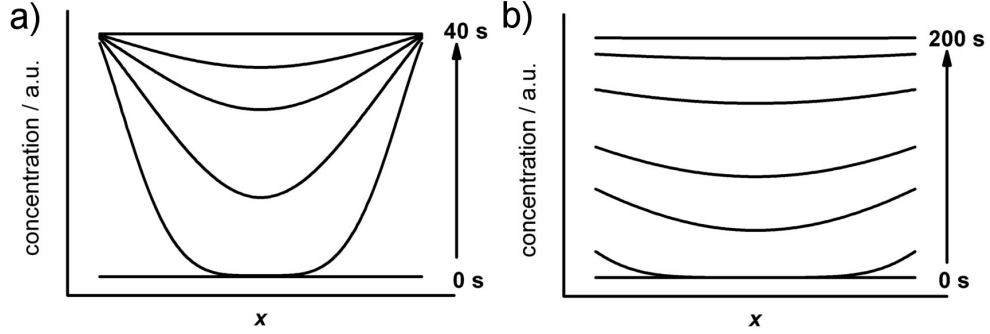 a)
concentration / a.u.
40 s
0 s
x
b)
concentration / a.u.
200 s
0 s
x